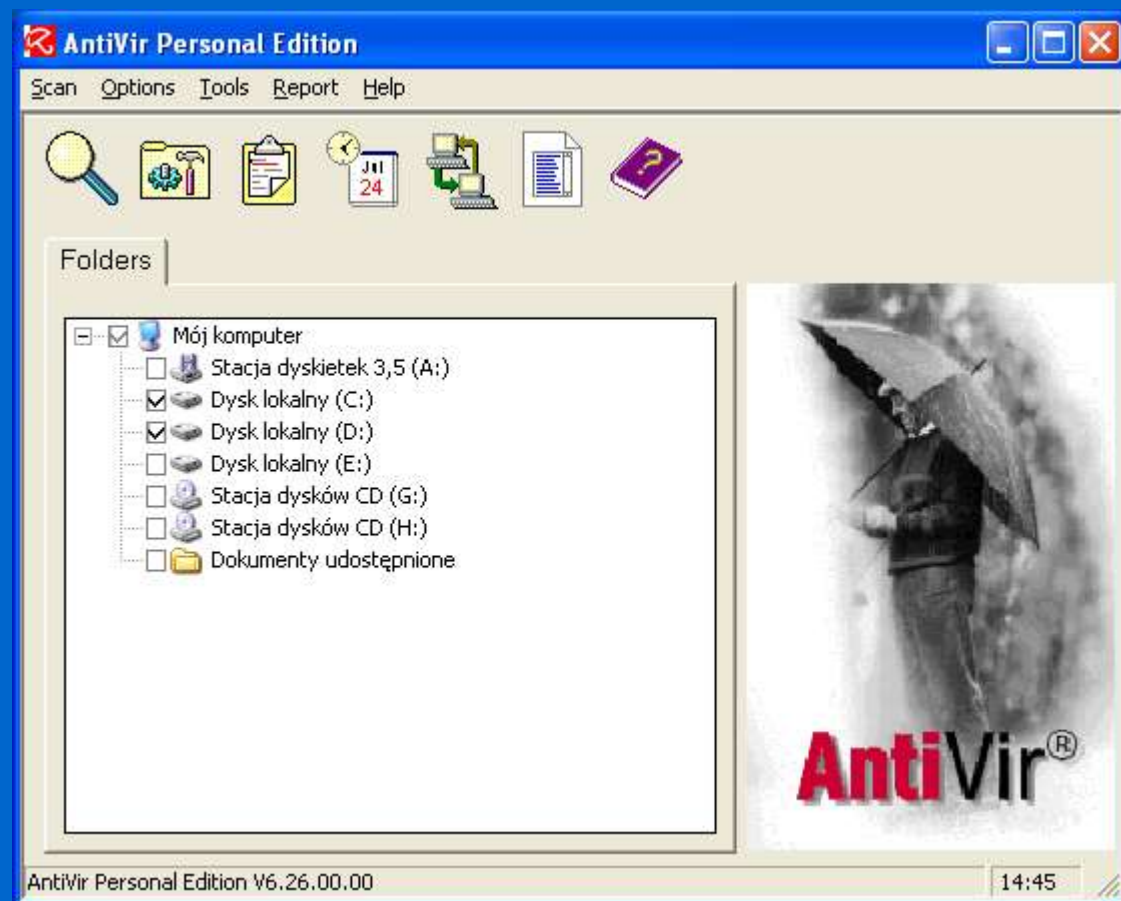 AntiVir Personal Edition
Scan Options Tools Report Help
Jul
24
?
Folders
Mój komputer
Stacja dyskietek 3,5 (A:)
Dysk lokalny (C:)
Dysk lokalny (D:)
Dysk lokalny (E:)
Stacja dysków CD (G:)
Stacja dysków CD (H:)
Dokumenty udostępnione
AntiVir®
AntiVir Personal Edition V6.26.00.00 14:45